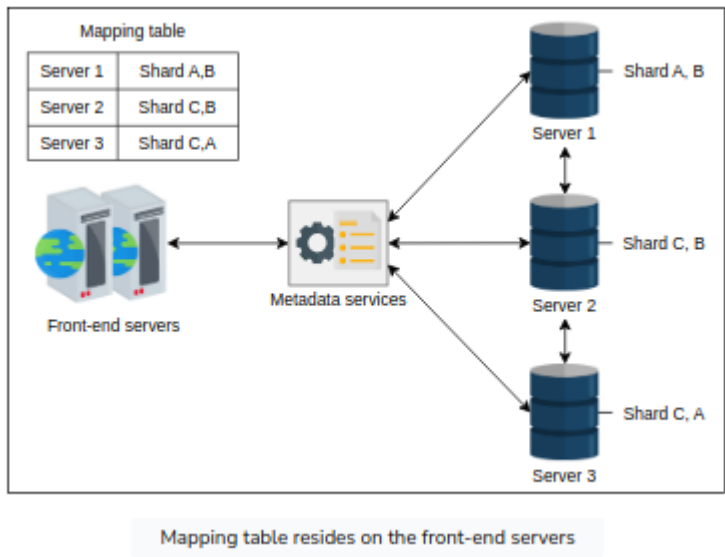 Mapping table
Server 1 Shard A,B
Server 2 Shard C,B
Server 3 Shard C,A
Front-end servers
Metadata services
Shard A, B
Server 1
Shard C, B
Server 2
Shard C, A
Server 3
Mapping table resides on the front-end servers